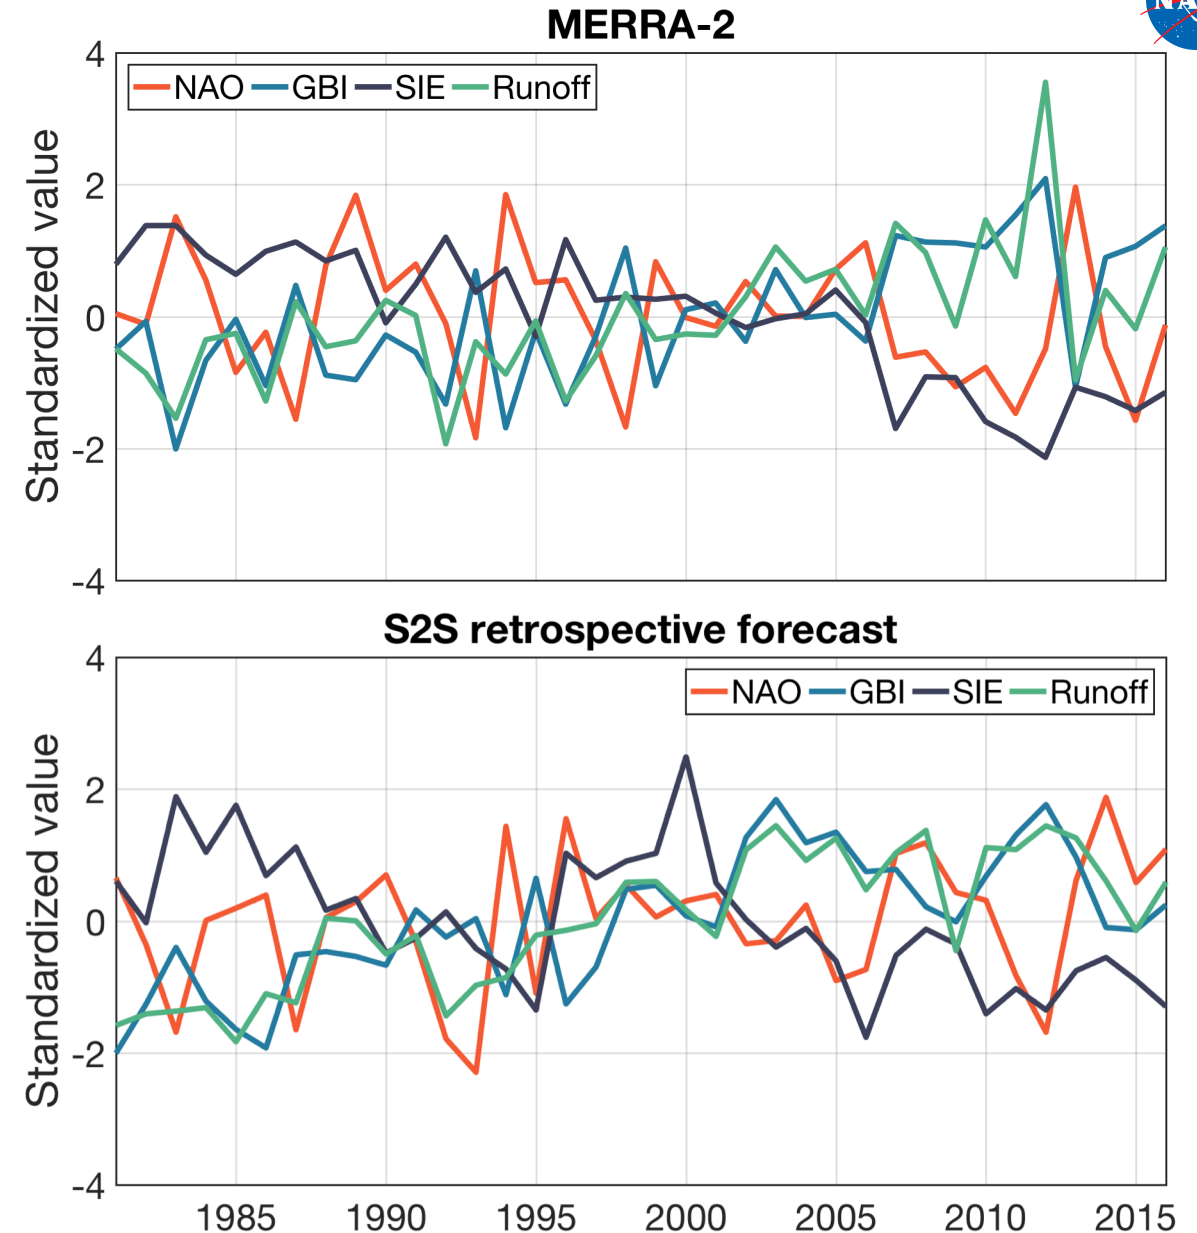 NAS
MERRA-2
4
NAO GBI SIE Runoff
2
0
-2
-4
Standardized value
S2S retrospective forecast
4
NAO GBI SIE Runoff
2
0
-2
-4
Standardized value
1985 1990 1995 2000 2005 2010 2015